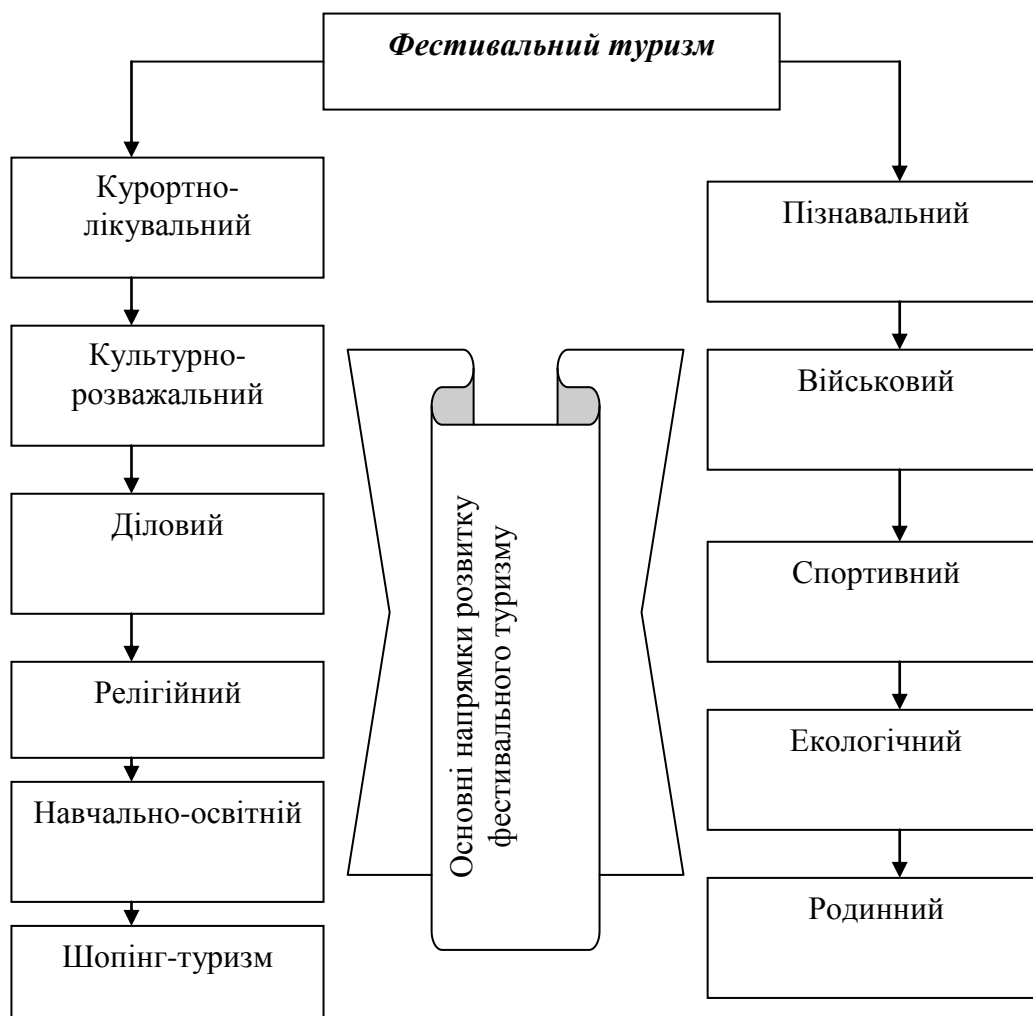 Фестивальний туризм
Курортно-
лікувальний
Культурно-
розважальний
Діловий
Релігійний
Навчально-освітній
Шопінг-туризм
Основні напрямки розвитку
фестивального туризму
Пізнавальний
Військовий
Спортивний
Екологічний
Родинний